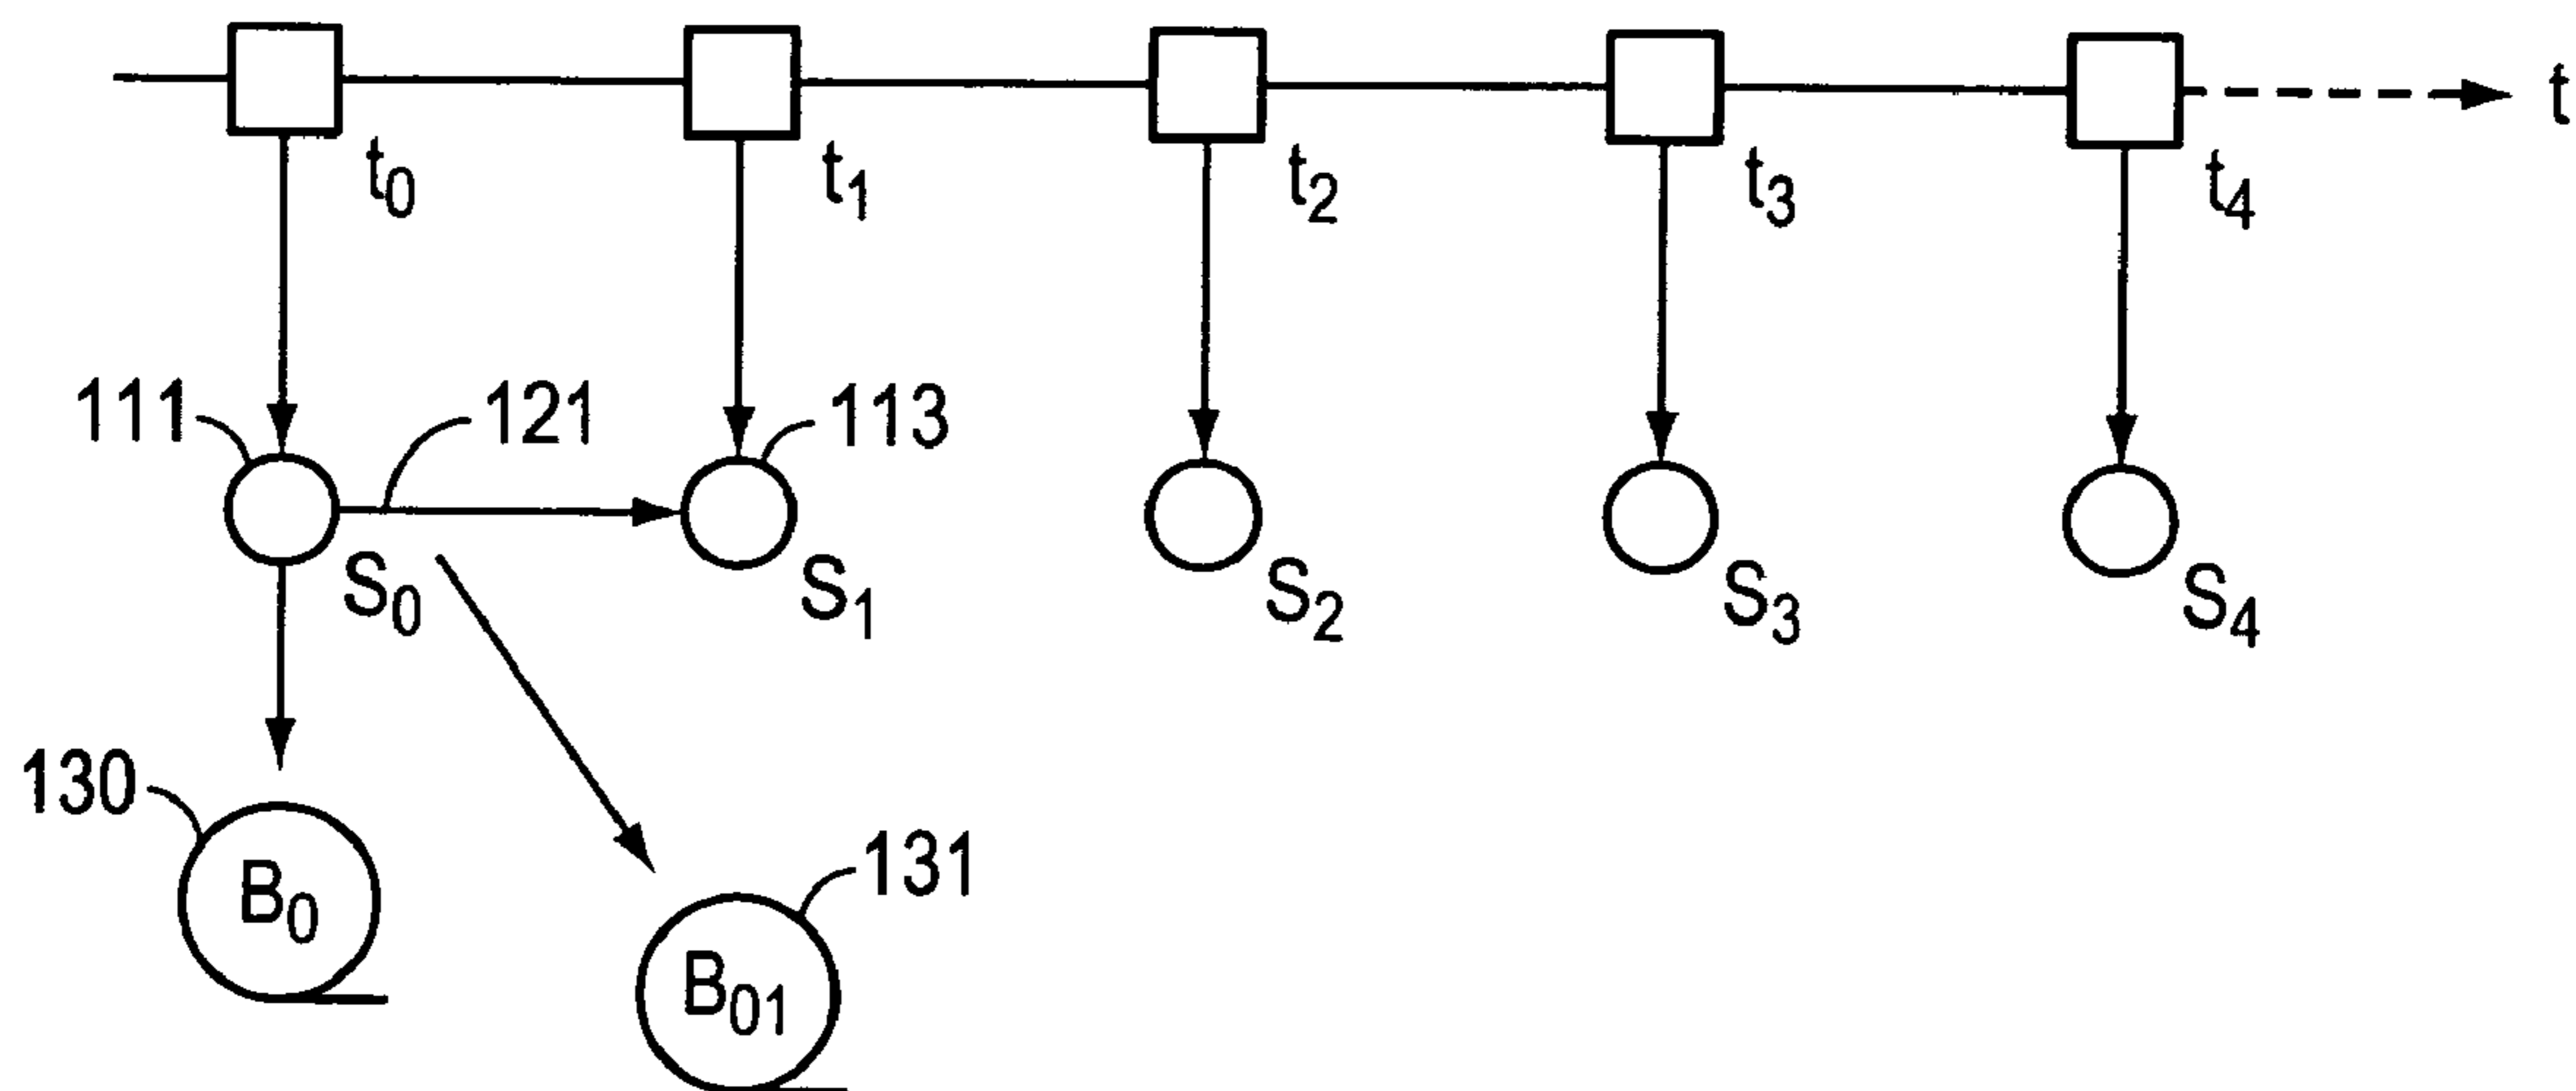 t
t₀ t₁ t₂ t₃ t₄
111 121 113
S₀ S₁ S₂ S₃ S₄
130 131
B₀
B₀₁